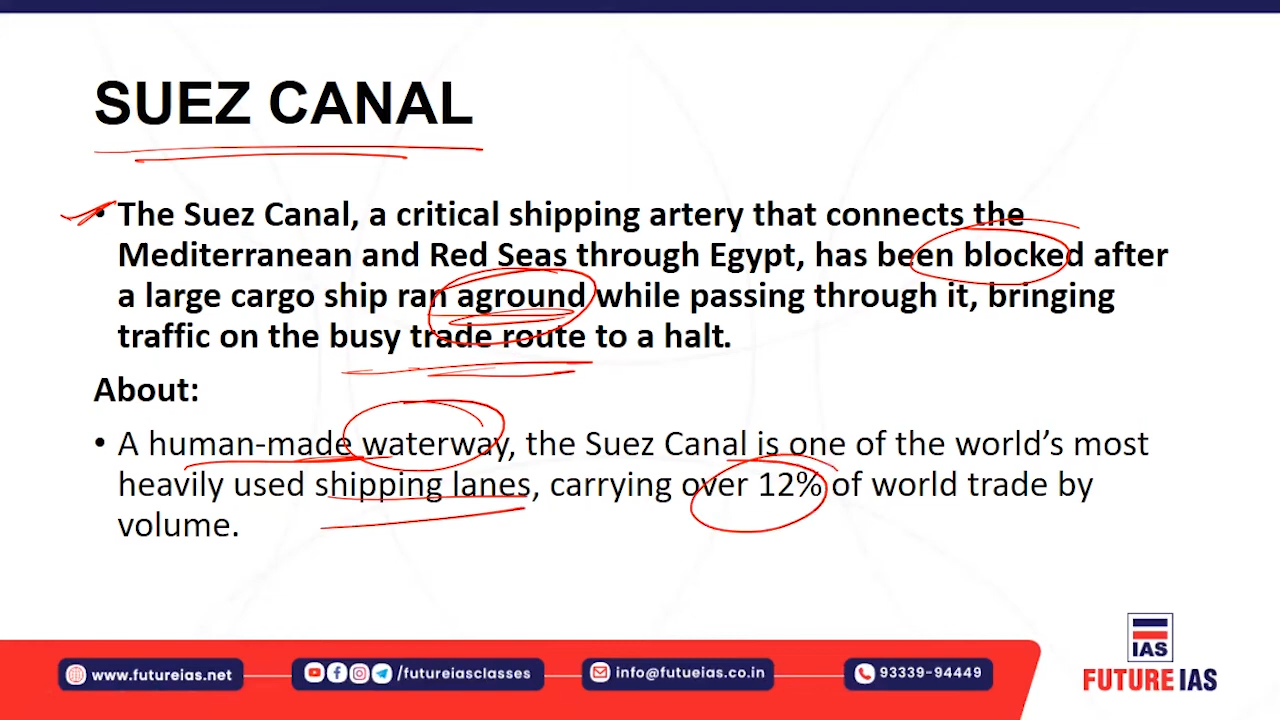 SUEZ CANAL
• The Suez Canal, a critical shipping artery that connects the
Mediterranean and Red Seas through Egypt, has been blocked after
a large cargo ship ran aground while passing through it, bringing
traffic on the busy trade route to a halt.
About:
• A human-made waterway, the Suez Canal is one of the world’s most
heavily used shipping lanes, carrying over 12% of world trade by
volume.
www.futureias.net
/futureiasclasses
info@futueias.co.in
93339-94449
IAS
FUTURE IAS